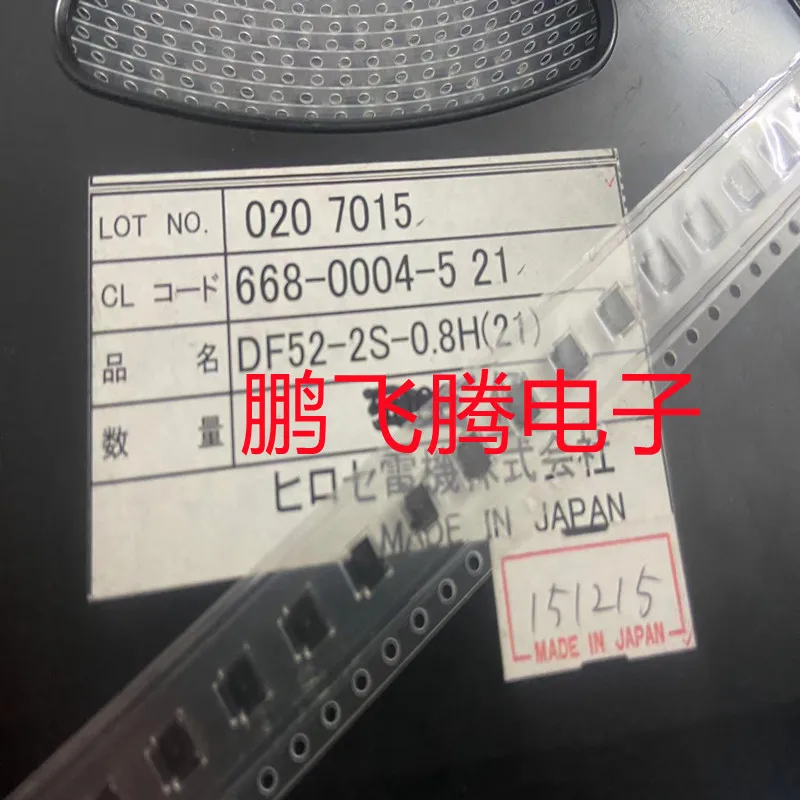 LOT NO. 020 7015
CL コード 668-0004-5 21
品名 DF52-2S-0.8H(21)
数量
鹏飞腾电子
ヒロセ電機株式会社
MADE IN JAPAN
151215
MADE IN JAPAN